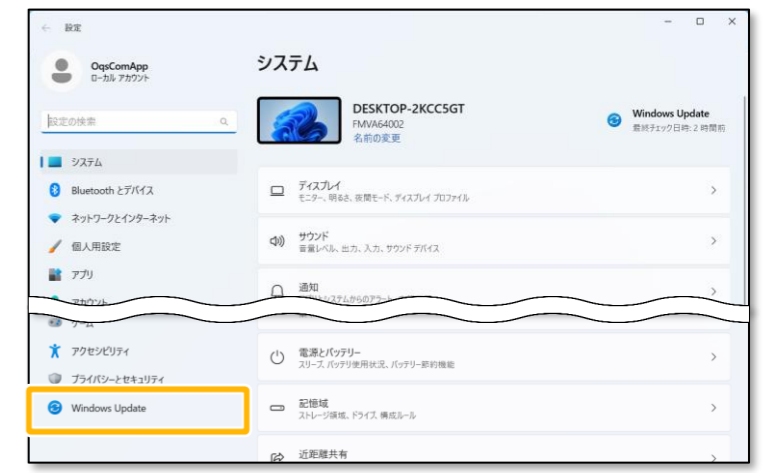 設定
OqsComApp
ローカル アカウント
設定の検索
システム
Bluetooth とデバイス
ネットワークとインターネット
個人用設定
アプリ
アカウント
ゲーム
アクセシビリティ
プライバシーとセキュリティ
Windows Update
システム
DESKTOP-2KCC5GT
FMVA64002
名前の変更
Windows Update
最終チェック日時: 2 時間前
ディスプレイ
モニター、明るさ、夜間モード、ディスプレイ プロファイル
サウンド
音量レベル、出力、入力、サウンド デバイス
通知
電源とバッテリー
スリープ、バッテリ使用状況、バッテリー節約機能
記憶域
ストレージ領域、ドライブ、構成ルール
近距離共有